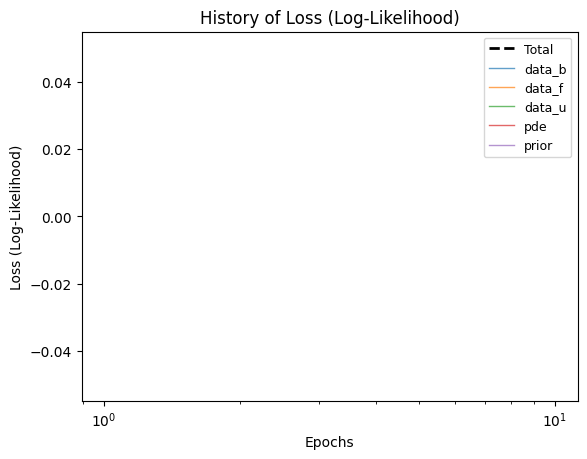 History of Loss (Log-Likelihood)
Total
data_b
data_f
data_u
pde
prior
0.04
0.02
0.00
−0.02
−0.04
Loss (Log-Likelihood)
10⁰
10¹
Epochs